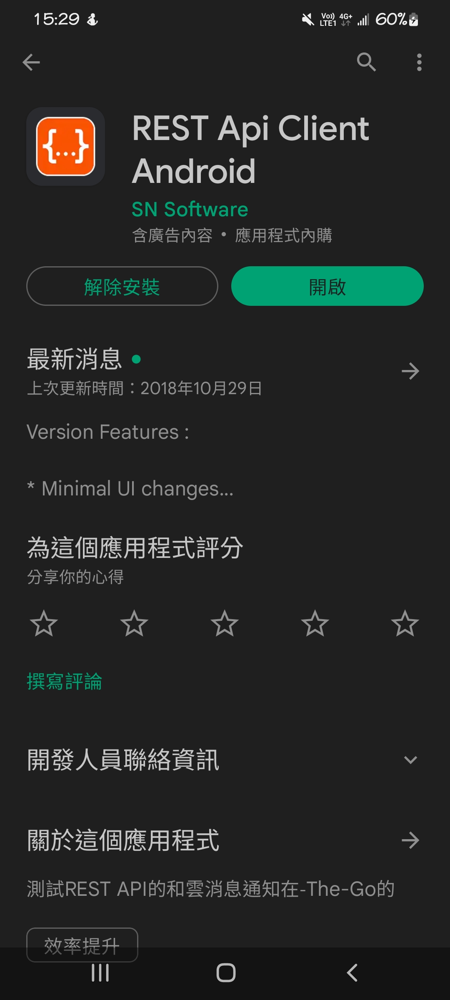 15:29
Vo)) LTE1 4G+ 60%
{...}
REST Api Client
Android
SN Software
含廣告內容 • 應用程式內購
解除安裝
開啟
最新消息
上次更新時間：2018年10月29日
Version Features :
* Minimal UI changes...
為這個應用程式評分
分享你的心得
撰寫評論
開發人員聯絡資訊
關於這個應用程式
測試REST API的和雲消息通知在-The-Go的
效率提升